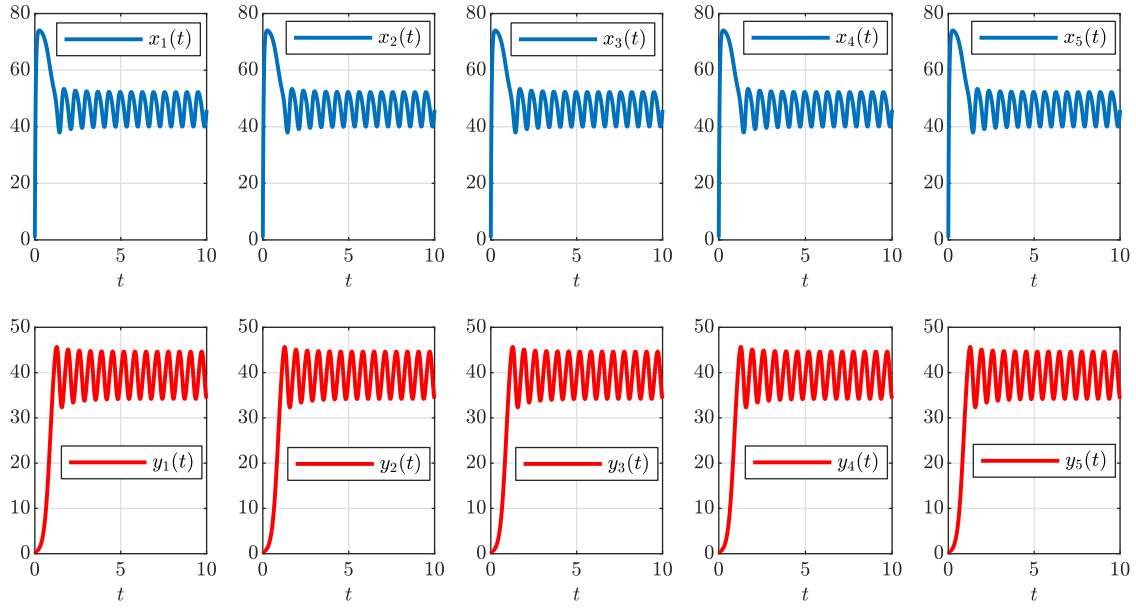 80 80 80 80 80
x₁(t) x₂(t) x₃(t) x₄(t) x₅(t)
60 60 60 60 60
40 40 40 40 40
20 20 20 20 20
0 0 0 0 0
0 5 10 0 5 10 0 5 10 0 5 10 0 5 10
t t t t t
50 50 50 50 50
40 40 40 40 40
30 30 30 30 30
20 20 20 20 20
y₁(t) y₂(t) y₃(t) y₄(t) y₅(t)
10 10 10 10 10
0 0 0 0 0
0 5 10 0 5 10 0 5 10 0 5 10 0 5 10
t t t t t